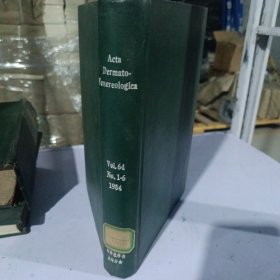 Acta
Dermato-
Venereologica
Vol. 64
No. 1-6
1984